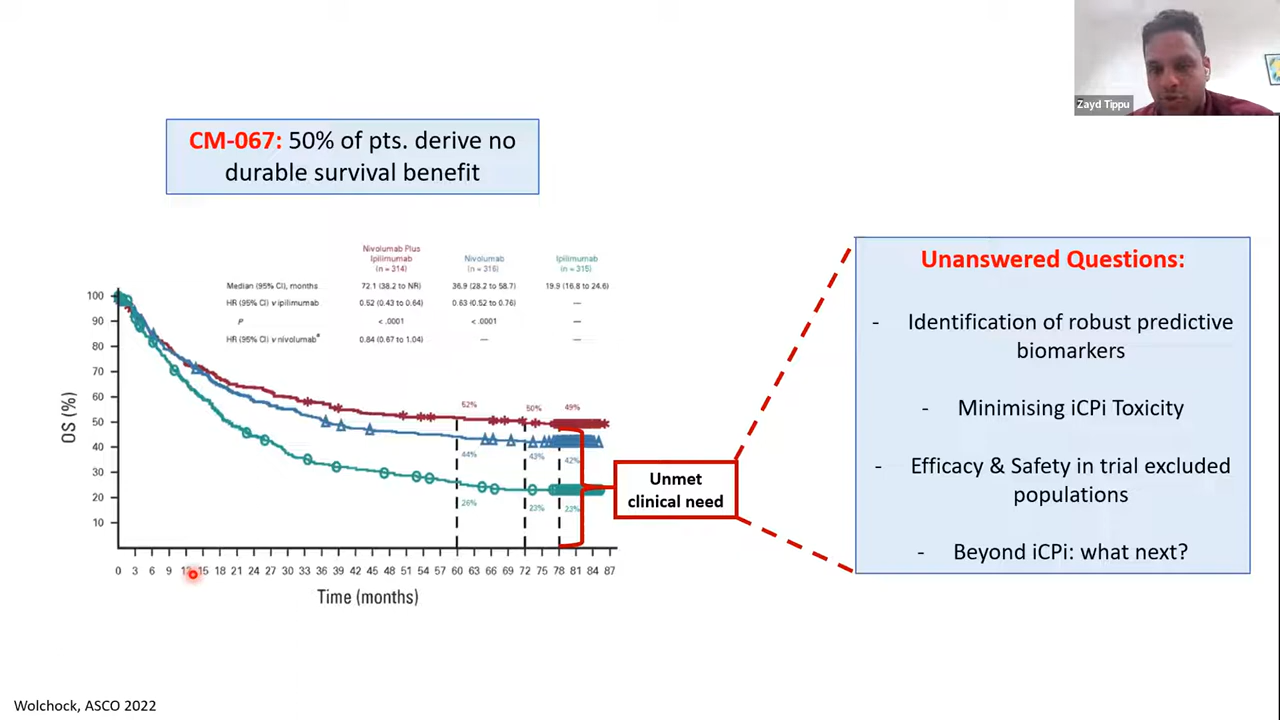 Zayd Tippu
CM-067: 50% of pts. derive no
durable survival benefit
Nivolumab Plus
Ipilimumab
(n = 314)
Nivolumab
(n = 316)
Ipilimumab
(n = 315)
Median (95% CI), months 72.1 (38.2 to NR) 36.9 (28.2 to 58.7) 19.9 (16.8 to 24.6)
HR (95% CI) v ipilimumab 0.52 (0.43 to 0.64) 0.63 (0.52 to 0.76) —
P < .0001 < .0001 —
HR (95% CI) v nivolumab 0.84 (0.67 to 1.04) — —
OS (%)
100
90
80
70
60
50
40
30
20
10
52% 50% 49%
44% 43% 42%
26% 23% 23%
0 3 6 9 15 18 21 24 27 30 33 36 39 42 45 48 51 54 57 60 63 66 69 72 75 78 81 84 87
Time (months)
Unmet
clinical need
Unanswered Questions:
- Identification of robust predictive
biomarkers
- Minimising iCPi Toxicity
- Efficacy & Safety in trial excluded
populations
- Beyond iCPi: what next?
Wolchock, ASCO 2022